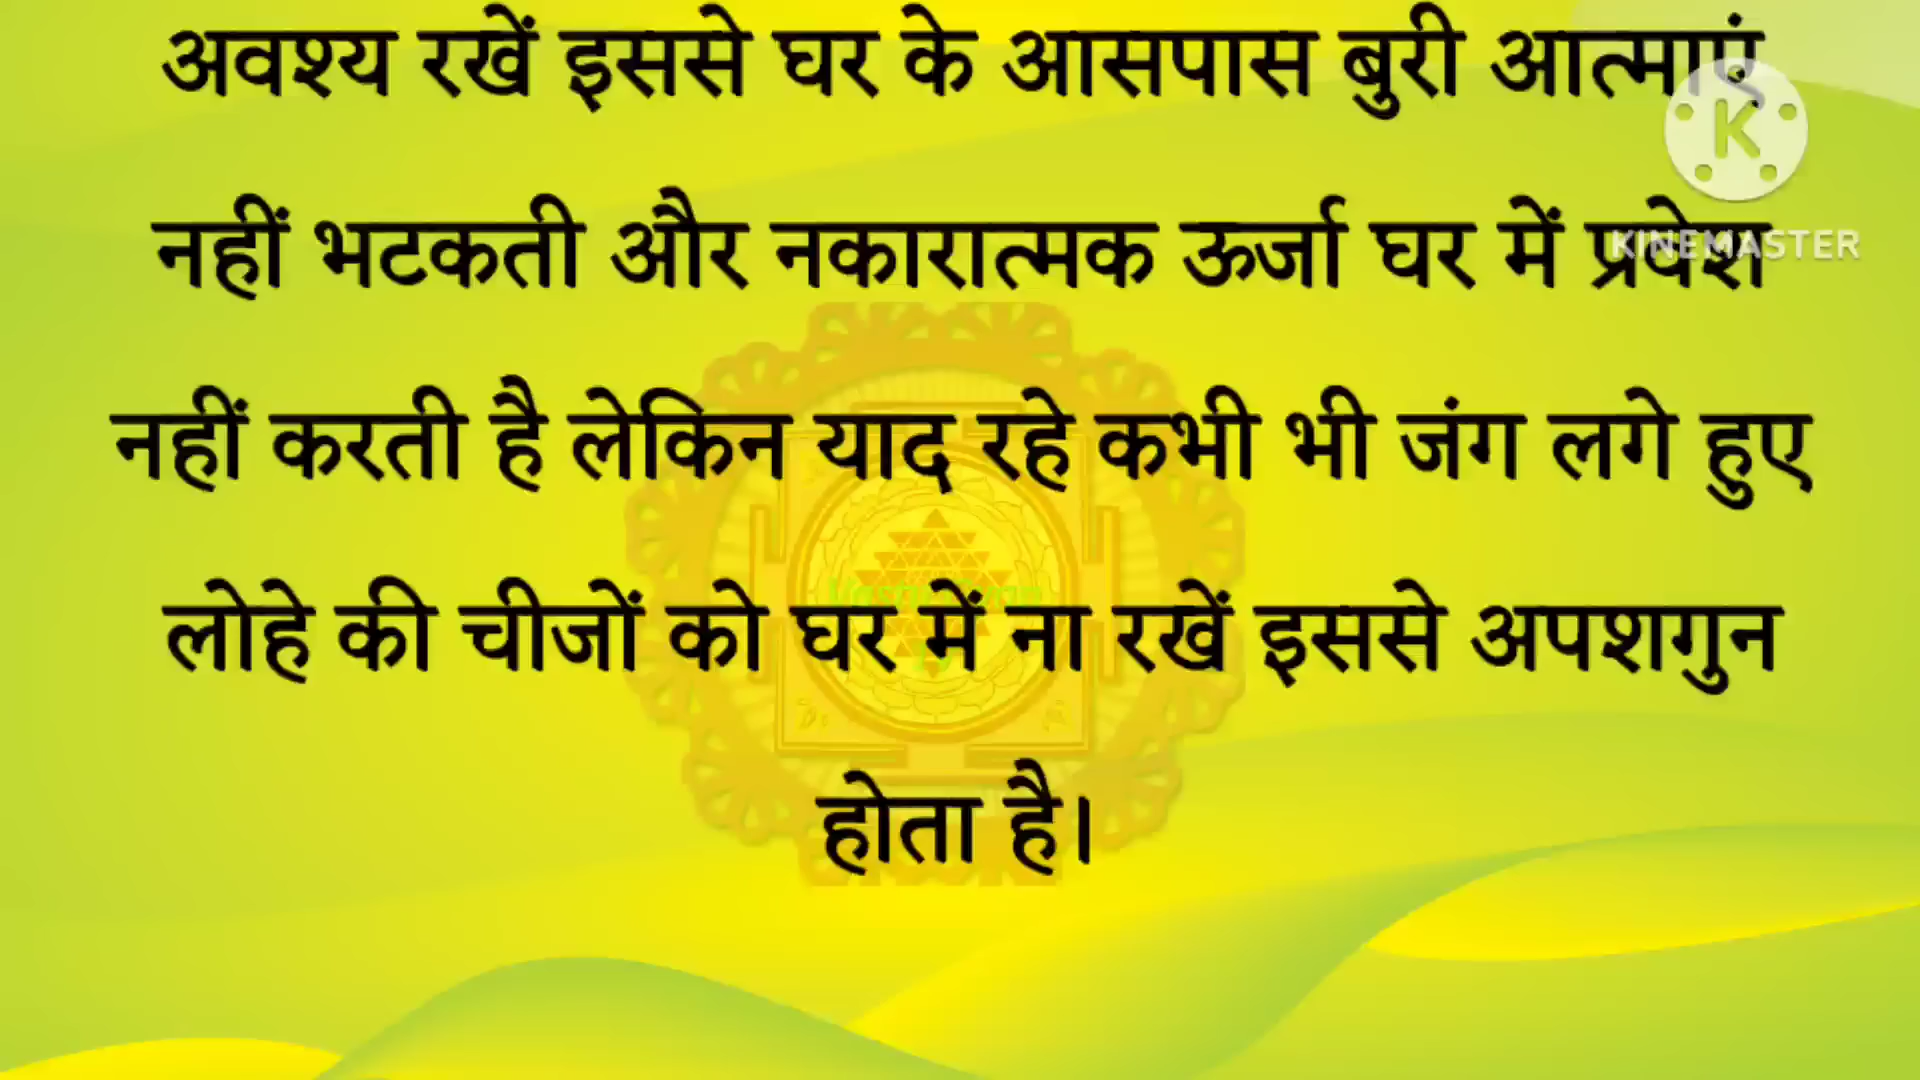 अवश्य रखें इससे घर के आसपास बुरी आत्माएं
नहीं भटकती और नकारात्मक ऊर्जा घर में प्रवेश
नहीं करती है लेकिन याद रहे कभी भी जंग लगे हुए
लोहे की चीजों को घर में ना रखें इससे अपशगुन
होता है।
K
KINEMASTER